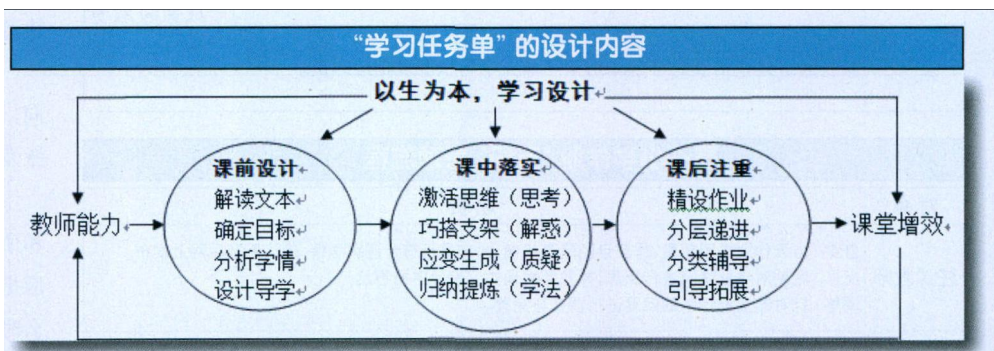 “学习任务单”的设计内容
以生为本，学习设计
课前设计
解读文本
确定目标
分析学情
设计导学
课中落实
激活思维（思考）
巧搭支架（解惑）
应变生成（质疑）
归纳提炼（学法）
课后注重
精设作业
分层递进
分类辅导
引导拓展
教师能力
课堂增效